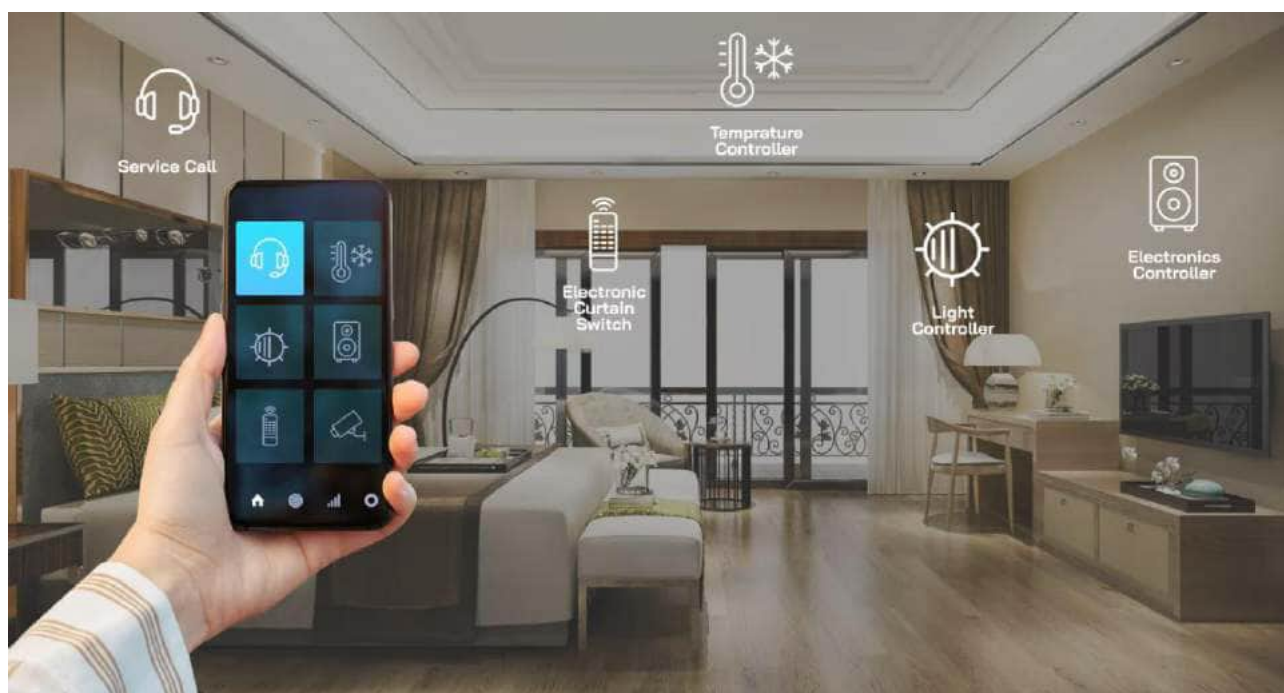 Service Call
Temprature
Controller
Electronic
Curtain
Switch
Light
Controller
Electronics
Controller